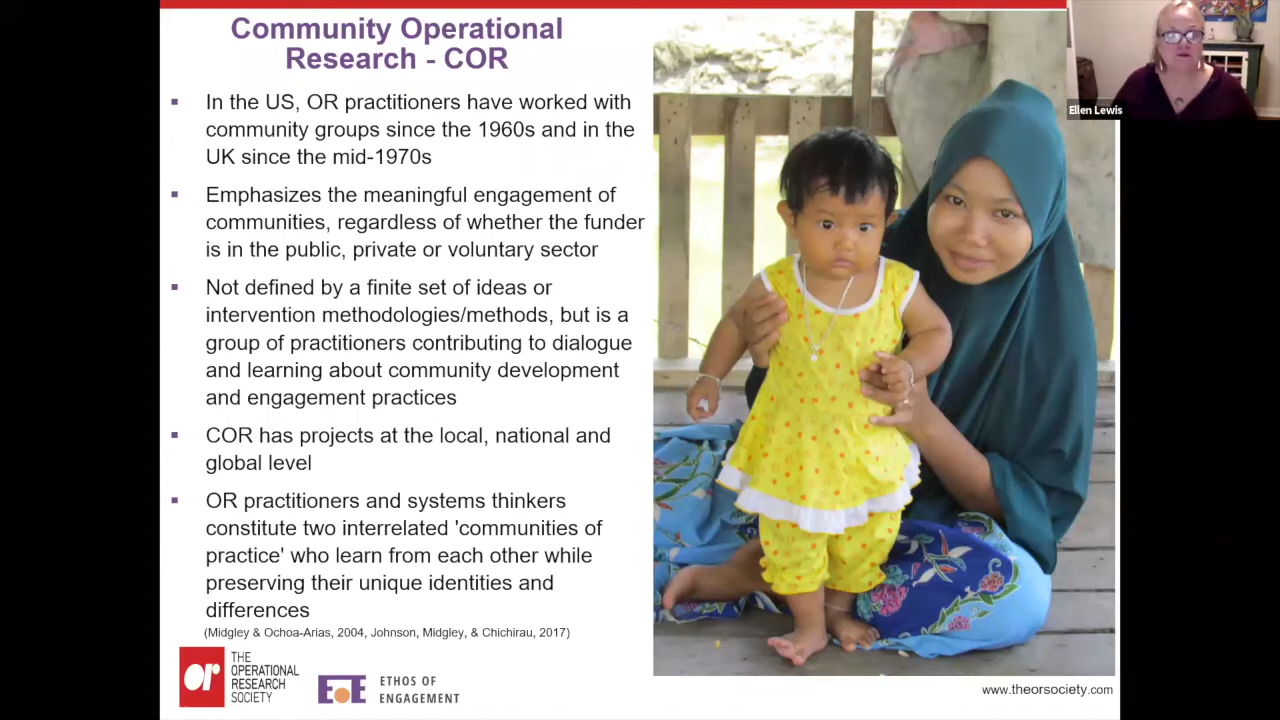 Community Operational
Research - COR
▪ In the US, OR practitioners have worked with
community groups since the 1960s and in the
UK since the mid-1970s
▪ Emphasizes the meaningful engagement of
communities, regardless of whether the funder
is in the public, private or voluntary sector
▪ Not defined by a finite set of ideas or
intervention methodologies/methods, but is a
group of practitioners contributing to dialogue
and learning about community development
and engagement practices
▪ COR has projects at the local, national and
global level
▪ OR practitioners and systems thinkers
constitute two interrelated 'communities of
practice' who learn from each other while
preserving their unique identities and
differences
(Midgley & Ochoa-Arias, 2004, Johnson, Midgley, & Chichirau, 2017)
or
THE
OPERATIONAL
RESEARCH
SOCIETY
EOE
ETHOS OF
ENGAGEMENT
www.theorsociety.com
Ellen Lewis